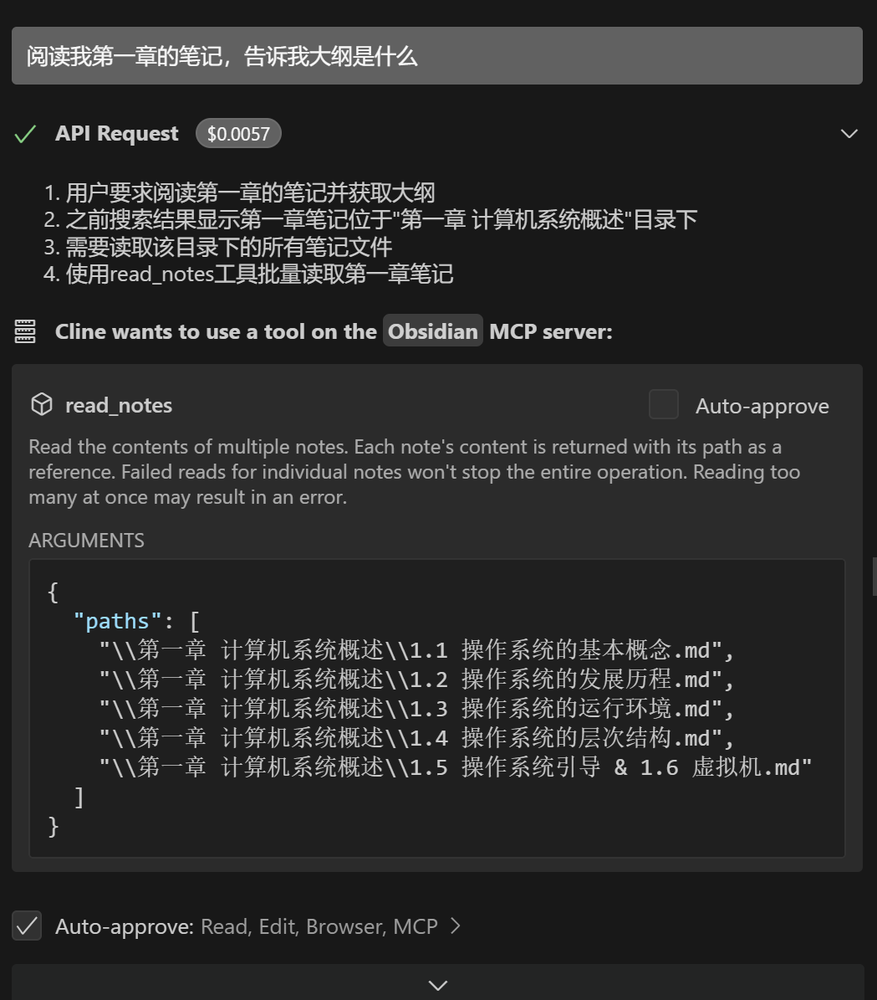 阅读我第一章的笔记，告诉我大纲是什么
API Request $0.0057
1. 用户要求阅读第一章的笔记并获取大纲
2. 之前搜索结果显示第一章笔记位于"第一章 计算机系统概述"目录下
3. 需要读取该目录下的所有笔记文件
4. 使用read_notes工具批量读取第一章笔记
Cline wants to use a tool on the Obsidian MCP server:
read_notes Auto-approve
Read the contents of multiple notes. Each note's content is returned with its path as a
reference. Failed reads for individual notes won't stop the entire operation. Reading too
many at once may result in an error.
ARGUMENTS
{
"paths": [
"\\第一章 计算机系统概述\\1.1 操作系统的基本概念.md",
"\\第一章 计算机系统概述\\1.2 操作系统的发展历程.md",
"\\第一章 计算机系统概述\\1.3 操作系统的运行环境.md",
"\\第一章 计算机系统概述\\1.4 操作系统的层次结构.md",
"\\第一章 计算机系统概述\\1.5 操作系统引导 & 1.6 虚拟机.md"
]
}
Auto-approve: Read, Edit, Browser, MCP